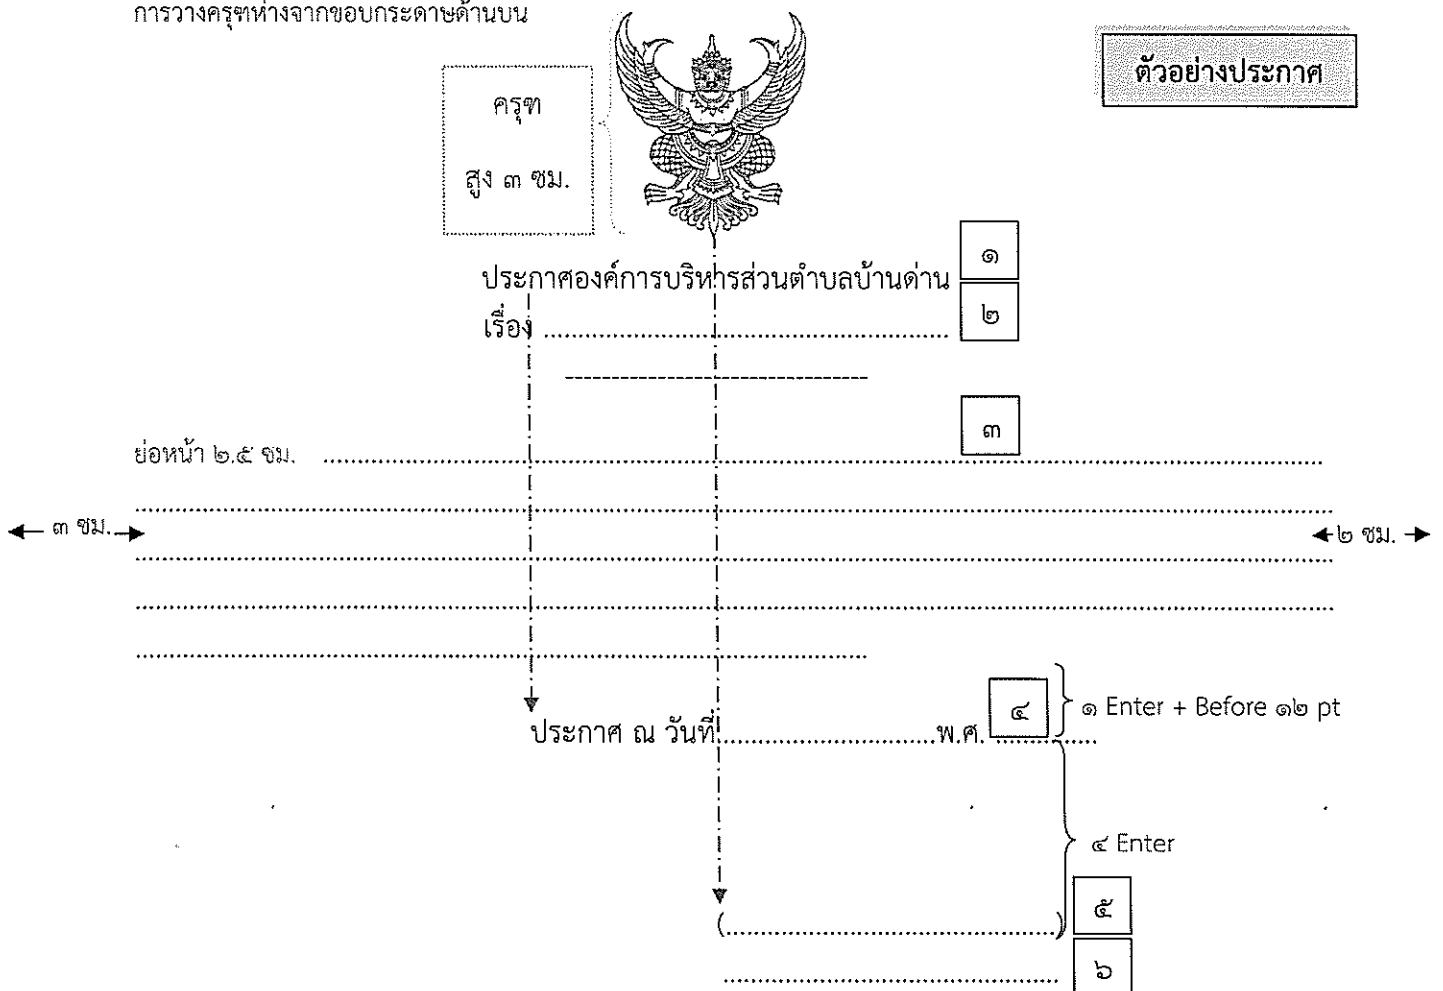 การวางครุฑห่างจากขอบกระดาษด้านบน
ตัวอย่างประกาศ
ครุฑ
สูง ๓ ซม.
๑
ประกาศองค์การบริหารส่วนตำบลบ้านด่าน
๒
เรื่อง ........................................................
---------------------------------
๓
ย่อหน้า ๒.๕ ซม. ........................................................
๓ ซม.
๒ ซม.
๔
๑ Enter + Before ๑๒ pt
ประกาศ ณ วันที่..............................พ.ศ. ..............
๔ Enter
(..................................................)
๕
..................................................
๖